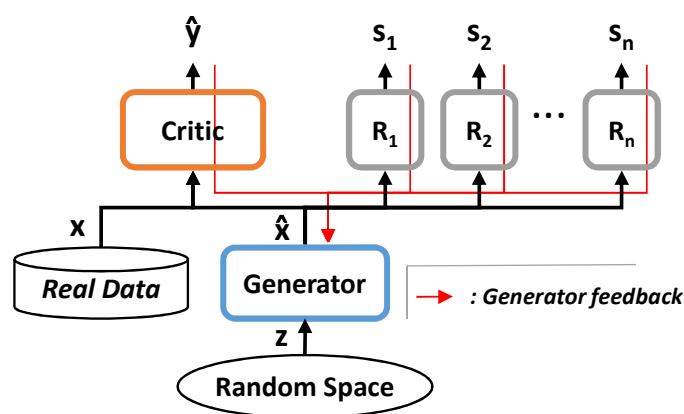 ŷ s₁ s₂ sₙ
Critic R₁ R₂ ... Rₙ
x x̂
Real Data Generator
: Generator feedback
z
Random Space